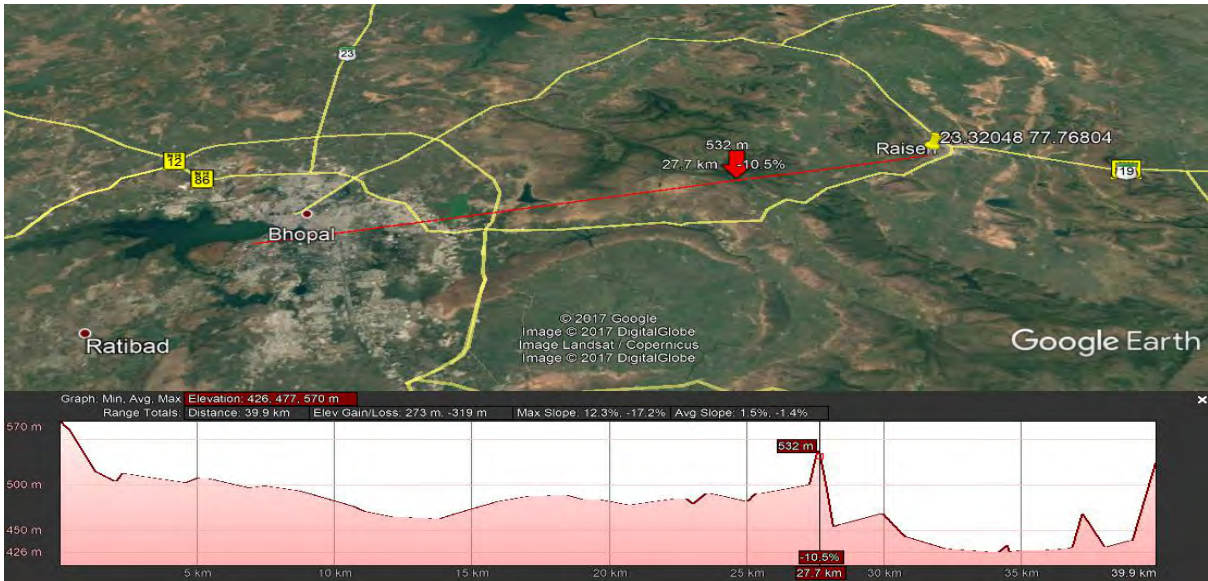 23
12
86
532 m
27.7 km -10.5%
Raisen
23.32048 77.76804
19
Bhopal
Ratibad
© 2017 Google
Image © 2017 DigitalGlobe
Image Landsat / Copernicus
Image © 2017 DigitalGlobe
Google Earth
Graph: Min, Avg, Max Elevation: 426, 477, 570 m
Range Totals: Distance: 39.9 km Elev Gain/Loss: 273 m, -319 m Max Slope: 12.3%, -17.2% Avg Slope: 1.5%, -1.4%
570 m
532 m
500 m
450 m
426 m
-10.5%
5 km 10 km 15 km 20 km 25 km 27.7 km 30 km 35 km 39.9 km